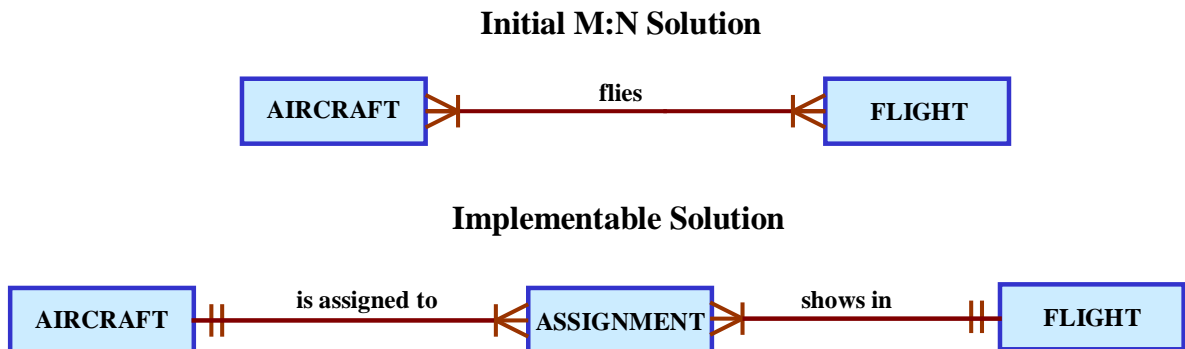 Initial M:N Solution
AIRCRAFT
flies
FLIGHT
Implementable Solution
AIRCRAFT
is assigned to
ASSIGNMENT
shows in
FLIGHT